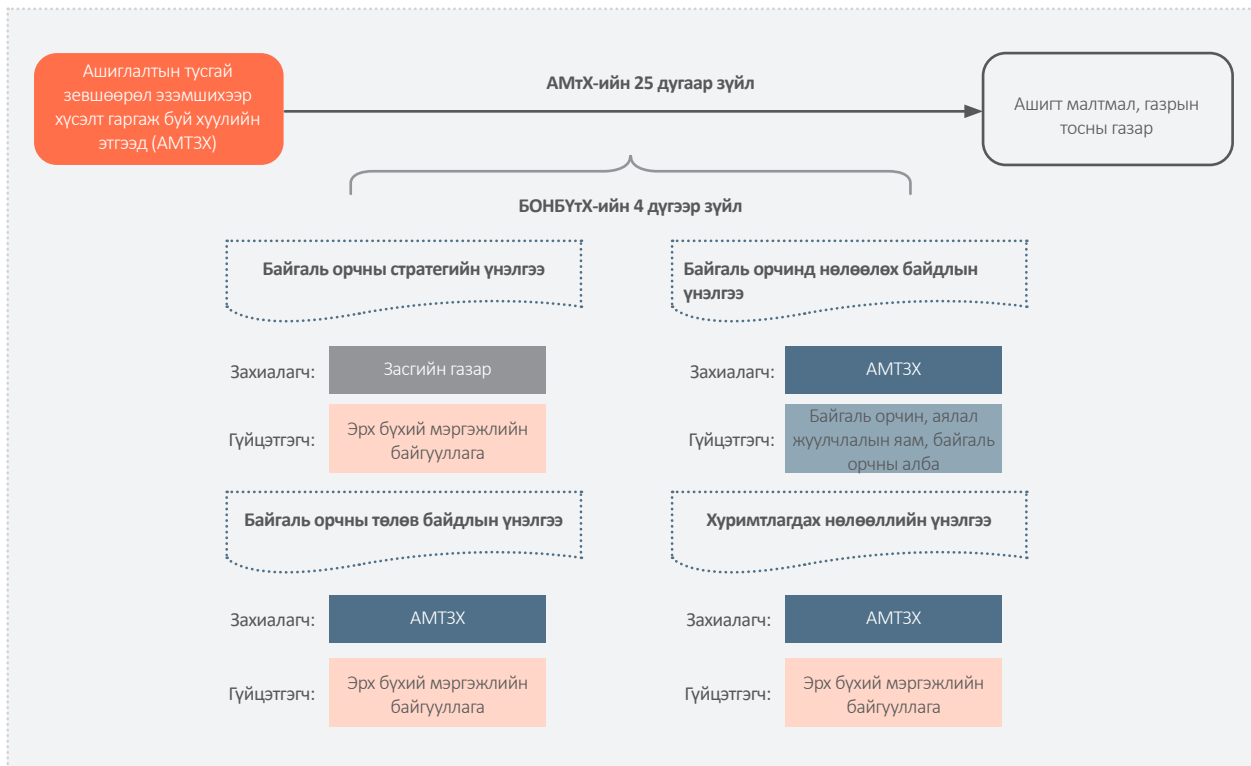 Ашиглалтын тусгай
зөвшөөрөл эзэмшихээр
хүсэлт гаргаж буй хуулийн
этгээд (АМТЗХ)
АМтХ-ийн 25 дугаар зүйл
Ашигт малтмал, газрын
тосны газар
БОНБҮтХ-ийн 4 дүгээр зүйл
Байгаль орчны стратегийн үнэлгээ
Байгаль орчинд нөлөөлөх байдлын
үнэлгээ
Захиалагч:
Засгийн газар
Захиалагч:
АМТЗХ
Гүйцэтгэгч:
Эрх бүхий мэргэжлийн
байгууллага
Гүйцэтгэгч:
Байгаль орчин, аялал
жуулчлалын яам, байгаль
орчны алба
Байгаль орчны төлөв байдлын үнэлгээ
Хуримтлагдах нөлөөллийн үнэлгээ
Захиалагч:
АМТЗХ
Захиалагч:
АМТЗХ
Гүйцэтгэгч:
Эрх бүхий мэргэжлийн
байгууллага
Гүйцэтгэгч:
Эрх бүхий мэргэжлийн
байгууллага